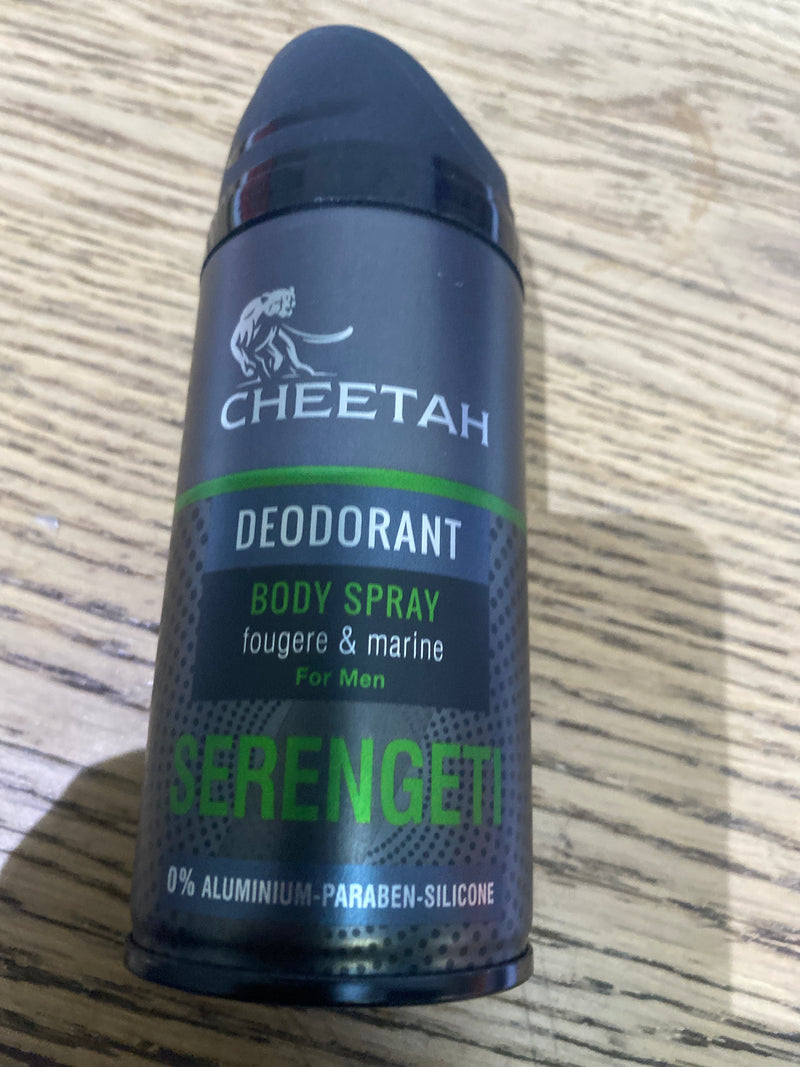 CHEETAH
DEODORANT
BODY SPRAY
fougere & marine
For Men
SERENGETI
0% ALUMINIUM-PARABEN-SILICONE